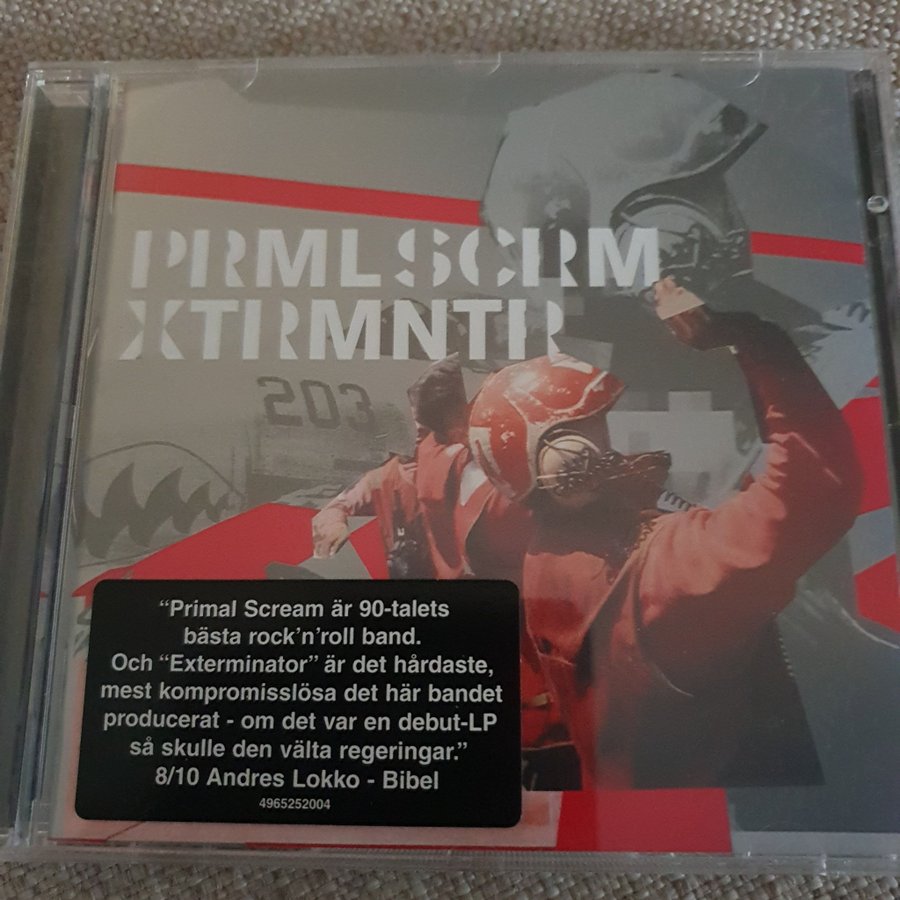 PRML SCRM
XTRMNTR
203
“Primal Scream är 90-talets
bästa rock’n’roll band.
Och “Exterminator” är det hårdaste,
mest kompromisslösa det här bandet
producerat - om det var en debut-LP
så skulle den välta regeringar.”
8/10 Andres Lokko - Bibel
4965252004